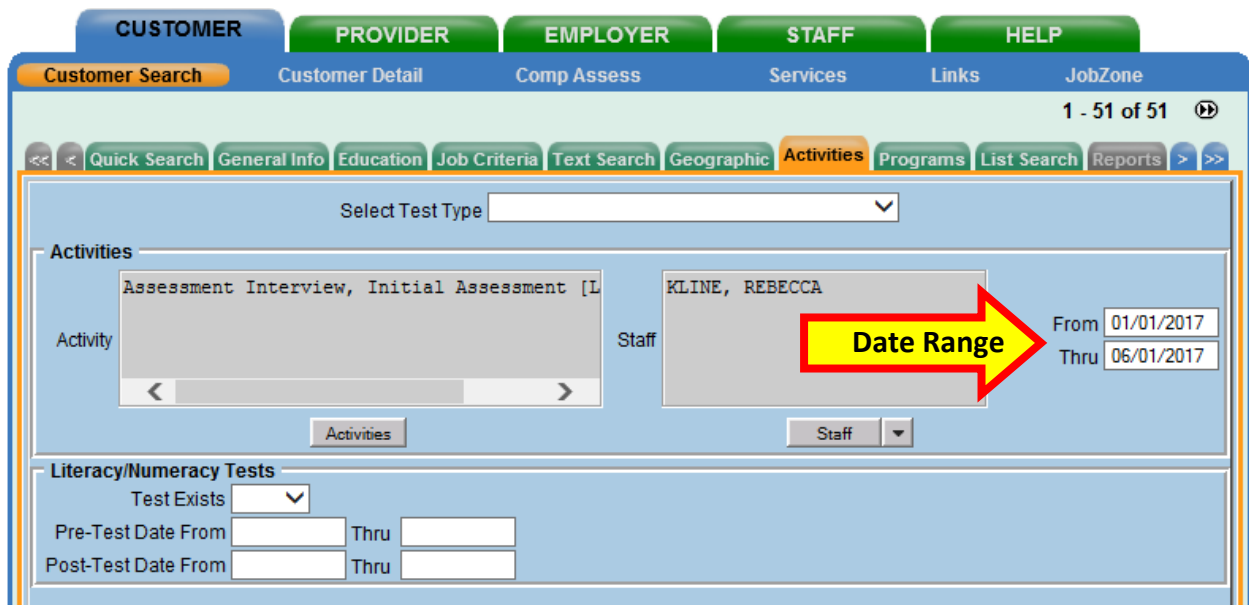 CUSTOMER PROVIDER EMPLOYER STAFF HELP
Customer Search Customer Detail Comp Assess Services Links JobZone
1 - 51 of 51
<< < Quick Search General Info Education Job Criteria Text Search Geographic Activities Programs List Search Reports > >>
Select Test Type
Activities
Assessment Interview, Initial Assessment [L KLINE, REBECCA
Activity Staff Date Range From 01/01/2017
Thru 06/01/2017
Activities Staff
Literacy/Numeracy Tests
Test Exists
Pre-Test Date From Thru
Post-Test Date From Thru